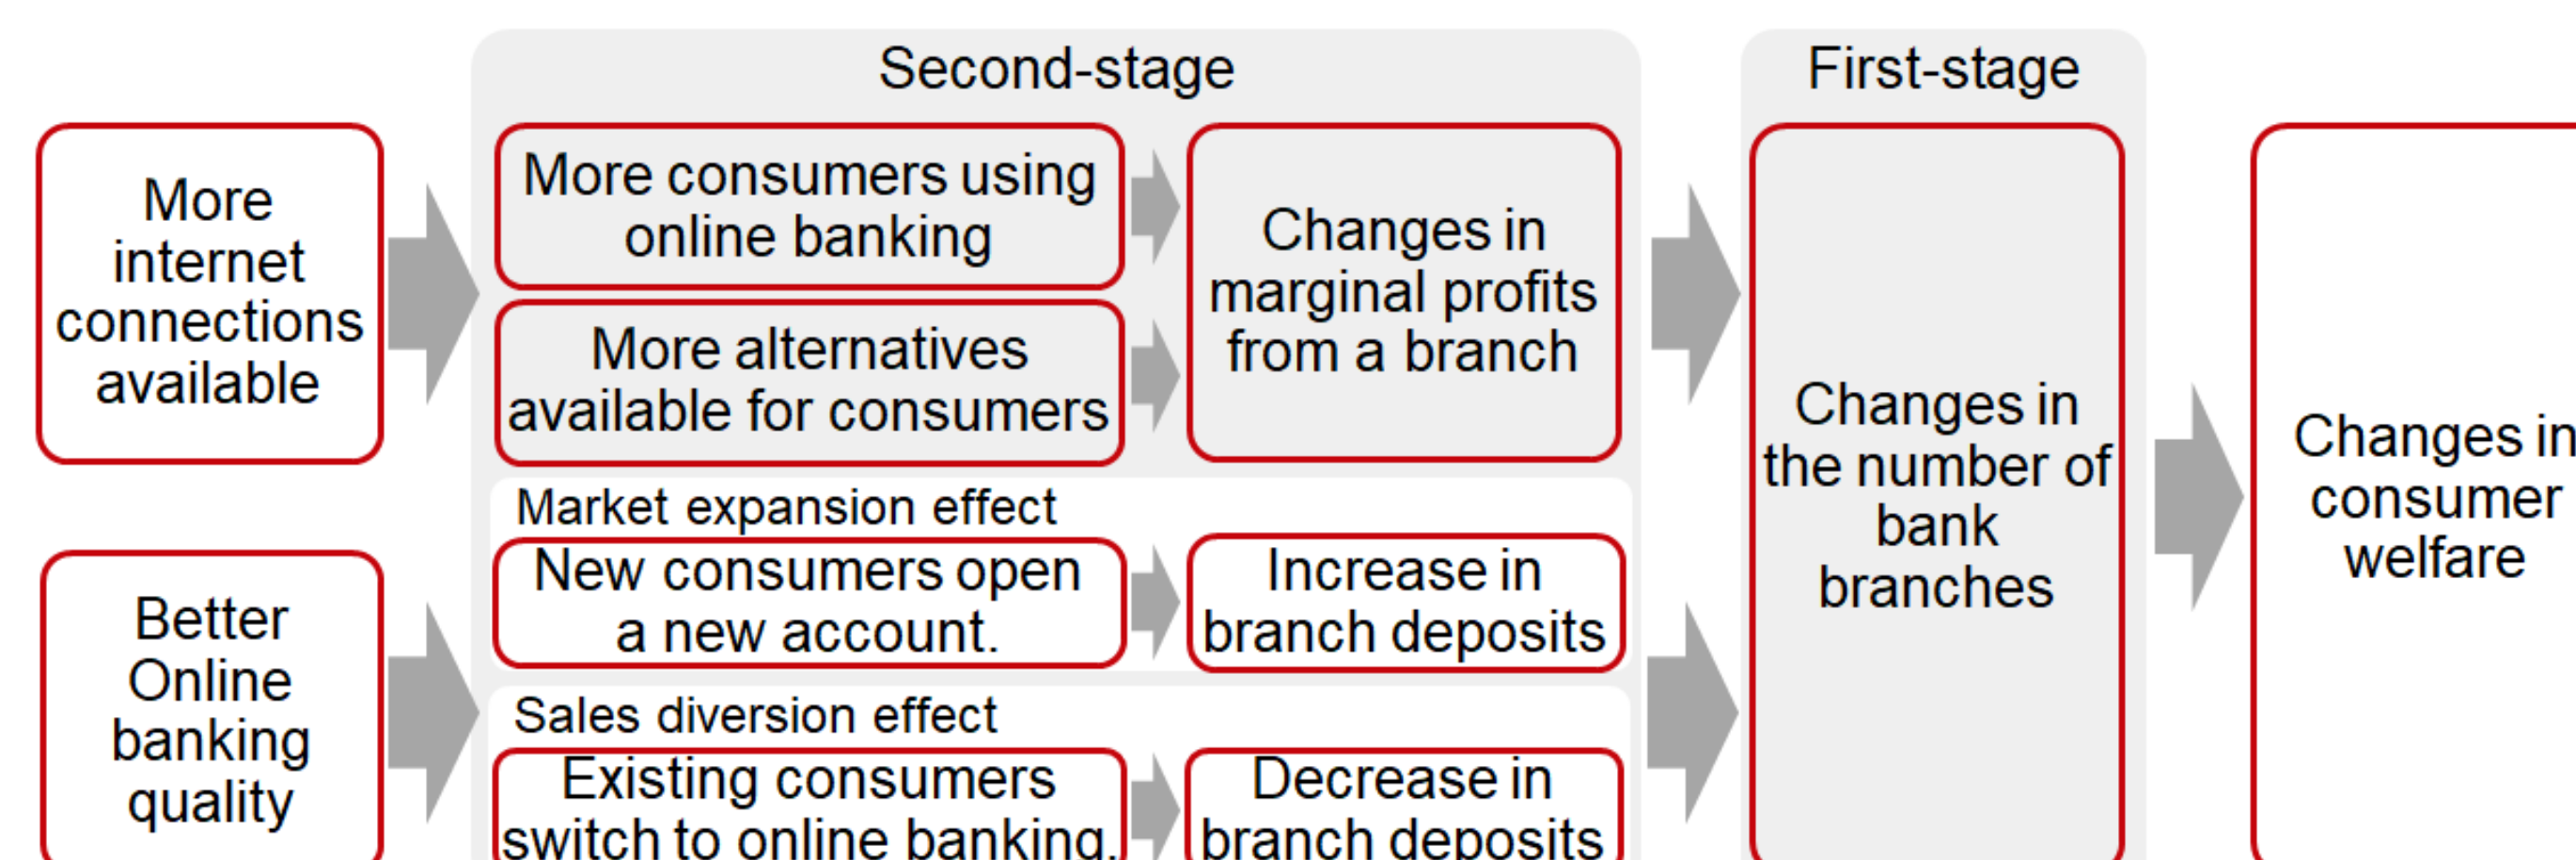 Second-stage
First-stage
More
internet
connections
available
More consumers using
online banking
More alternatives
available for consumers
Changes in
marginal profits
from a branch
Market expansion effect
New consumers open
a new account.
Increase in
branch deposits
Better
Online
banking
quality
Sales diversion effect
Existing consumers
switch to online banking.
Decrease in
branch deposits
Changes in
the number of
bank
branches
Changes in
consumer
welfare